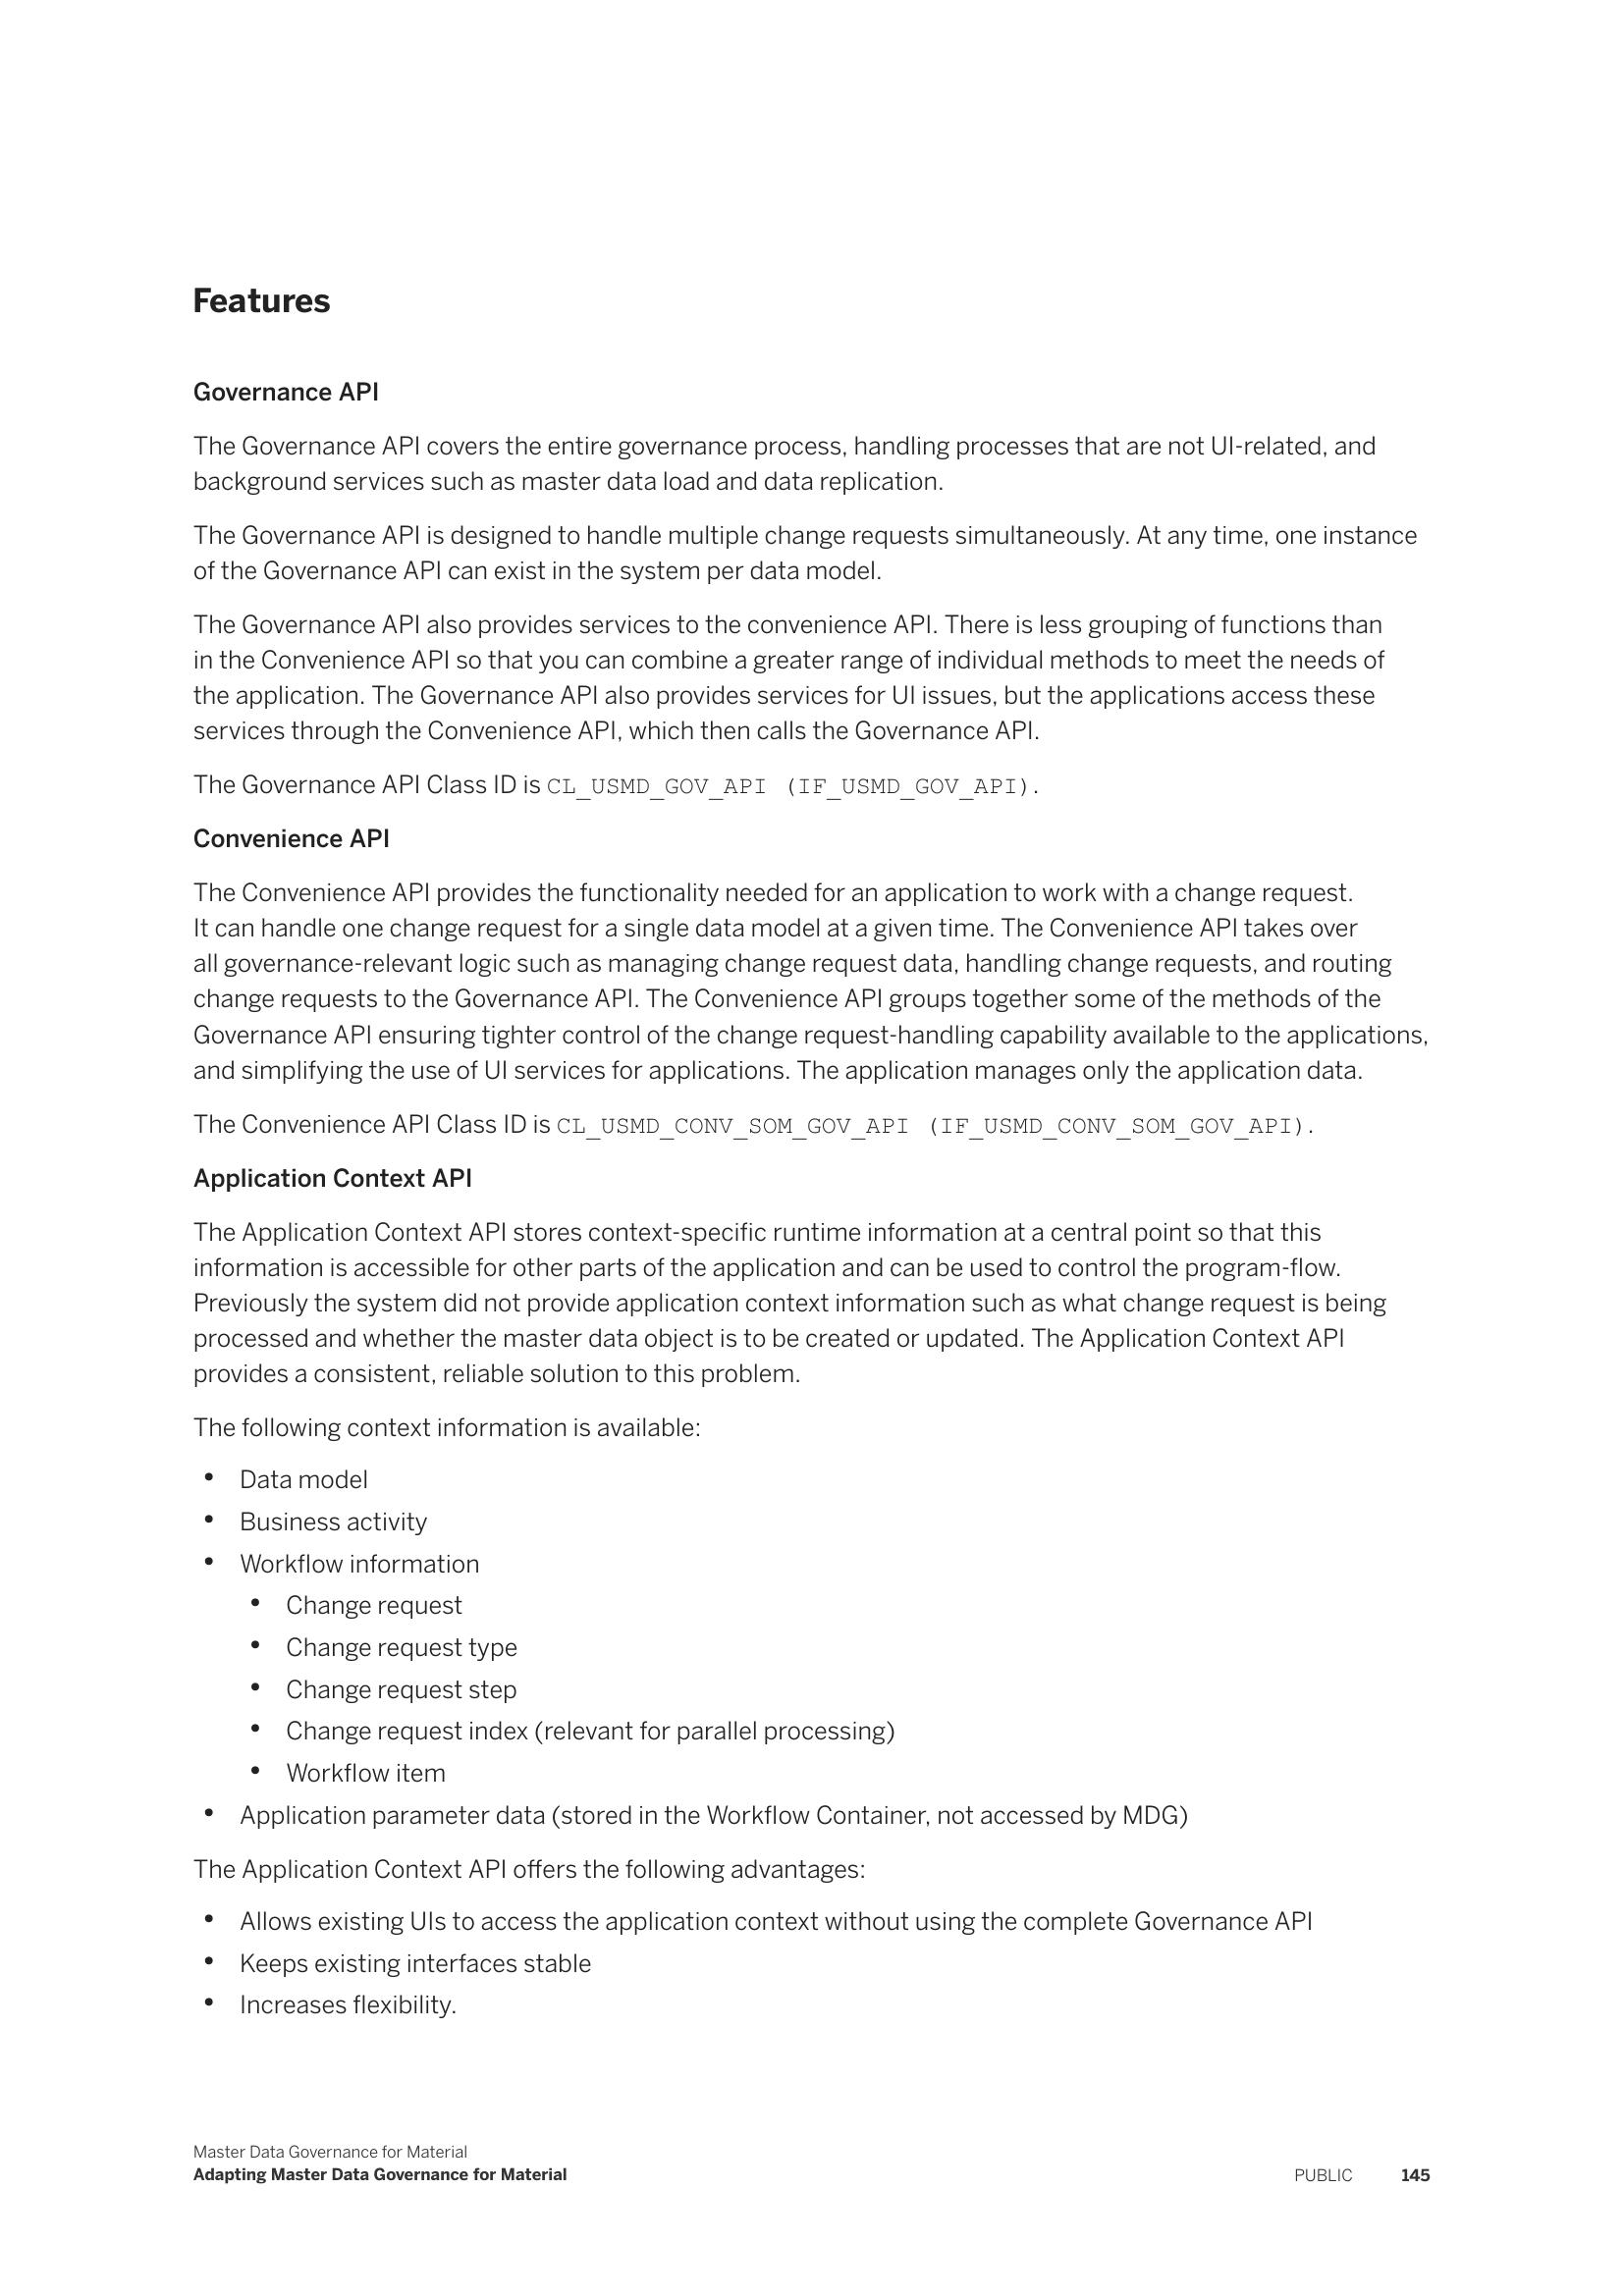 Features
Governance API
The Governance API covers the entire governance process, handling processes that are not UI-related, and
background services such as master data load and data replication.
The Governance API is designed to handle multiple change requests simultaneously. At any time, one instance
of the Governance API can exist in the system per data model.
The Governance API also provides services to the convenience API. There is less grouping of functions than
in the Convenience API so that you can combine a greater range of individual methods to meet the needs of
the application. The Governance API also provides services for UI issues, but the applications access these
services through the Convenience API, which then calls the Governance API.
The Governance API Class ID is CL_USMD_GOV_API (IF_USMD_GOV_API).
Convenience API
The Convenience API provides the functionality needed for an application to work with a change request.
It can handle one change request for a single data model at a given time. The Convenience API takes over
all governance-relevant logic such as managing change request data, handling change requests, and routing
change requests to the Governance API. The Convenience API groups together some of the methods of the
Governance API ensuring tighter control of the change request-handling capability available to the applications,
and simplifying the use of UI services for applications. The application manages only the application data.
The Convenience API Class ID is CL_USMD_CONV_SOM_GOV_API (IF_USMD_CONV_SOM_GOV_API).
Application Context API
The Application Context API stores context-specific runtime information at a central point so that this
information is accessible for other parts of the application and can be used to control the program-flow.
Previously the system did not provide application context information such as what change request is being
processed and whether the master data object is to be created or updated. The Application Context API
provides a consistent, reliable solution to this problem.
The following context information is available:
• Data model
• Business activity
• Workflow information
• Change request
• Change request type
• Change request step
• Change request index (relevant for parallel processing)
• Workflow item
• Application parameter data (stored in the Workflow Container, not accessed by MDG)
The Application Context API offers the following advantages:
• Allows existing UIs to access the application context without using the complete Governance API
• Keeps existing interfaces stable
• Increases flexibility.
Master Data Governance for Material
Adapting Master Data Governance for Material
PUBLIC 145